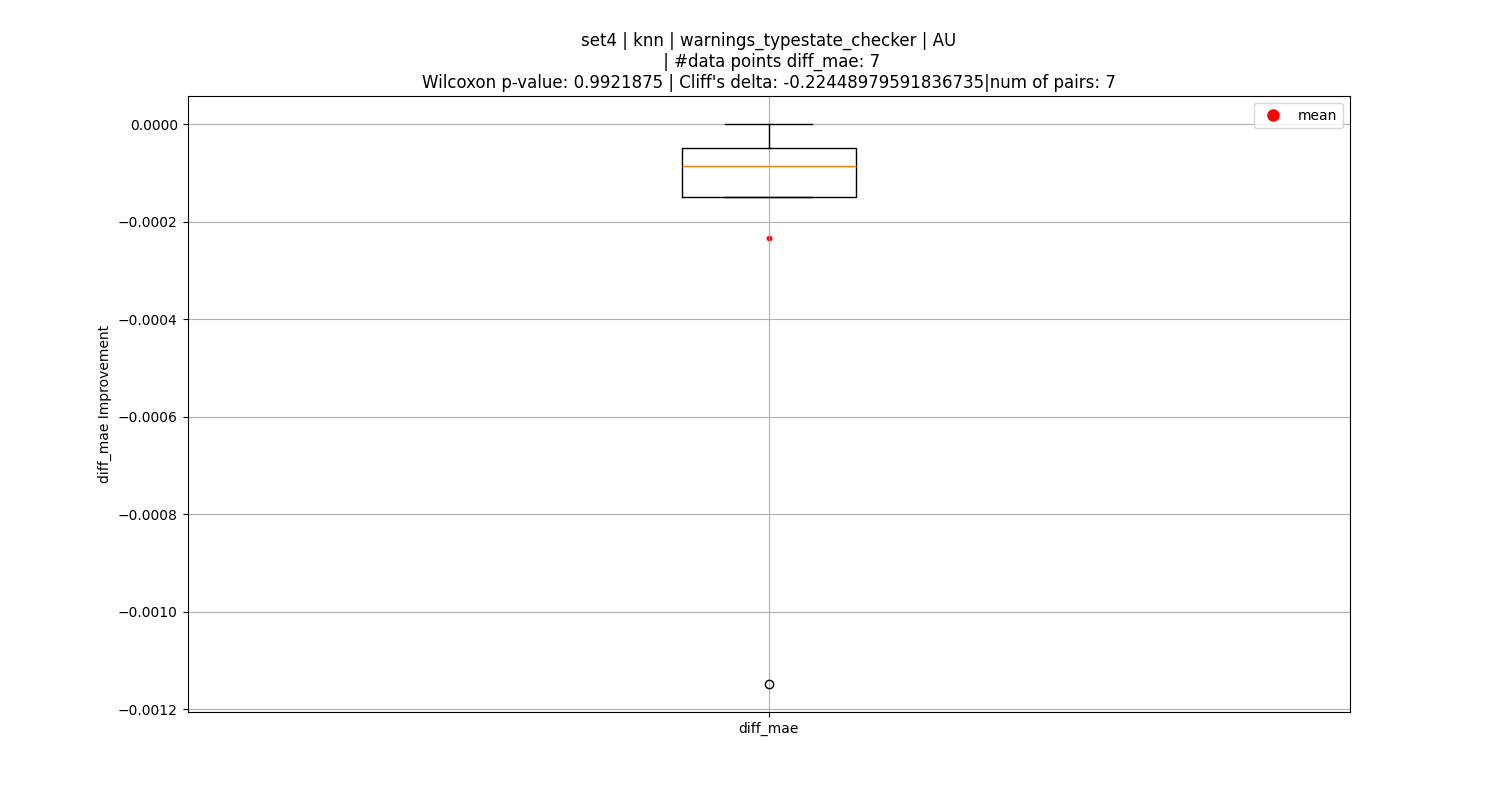 set4 | knn | warnings_typestate_checker | AU
| #data points diff_mae: 7
Wilcoxon p-value: 0.9921875 | Cliff's delta: -0.22448979591836735|num of pairs: 7
mean
0.0000
−0.0002
−0.0004
−0.0006
−0.0008
−0.0010
−0.0012
diff_mae Improvement
diff_mae